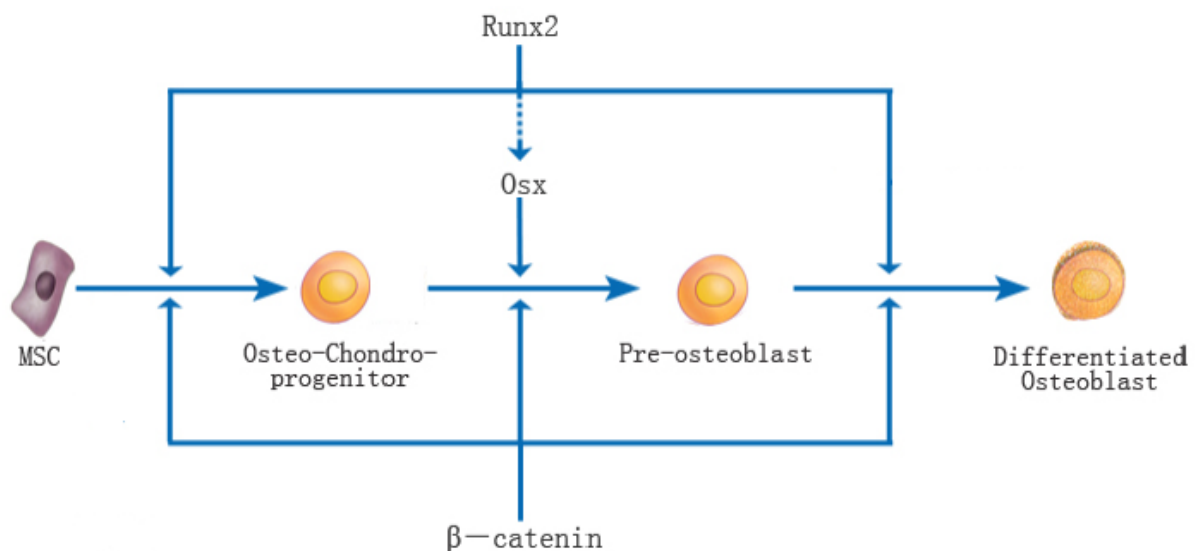 Runx2
Osx
MSC
Osteo-Chondro-
progenitor
Pre-osteoblast
Differentiated
Osteoblast
β—catenin